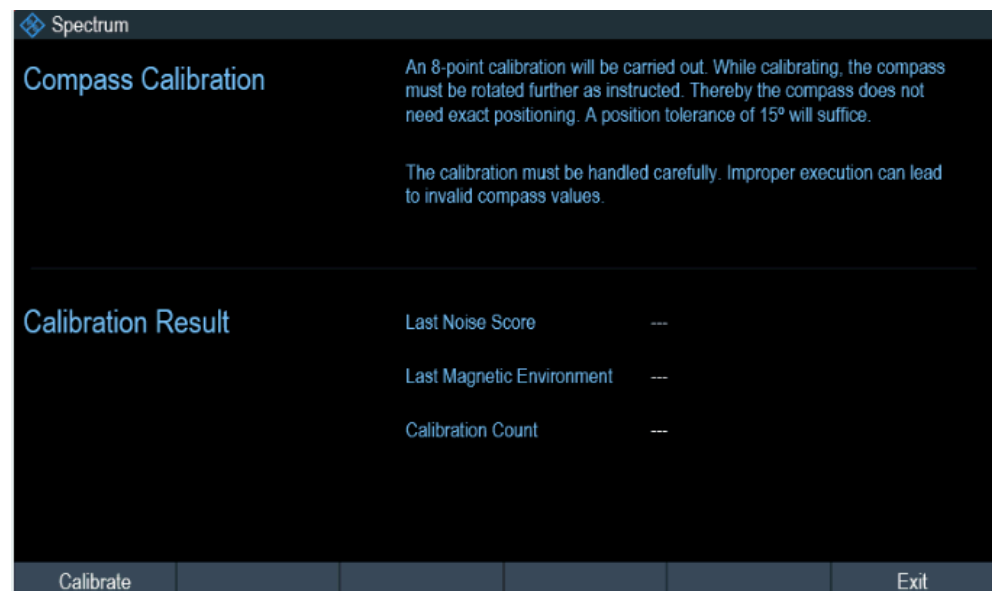 Spectrum
Compass Calibration
An 8-point calibration will be carried out. While calibrating, the compass
must be rotated further as instructed. Thereby the compass does not
need exact positioning. A position tolerance of 15º will suffice.
The calibration must be handled carefully. Improper execution can lead
to invalid compass values.
Calibration Result
Last Noise Score ---
Last Magnetic Environment ---
Calibration Count ---
Calibrate Exit